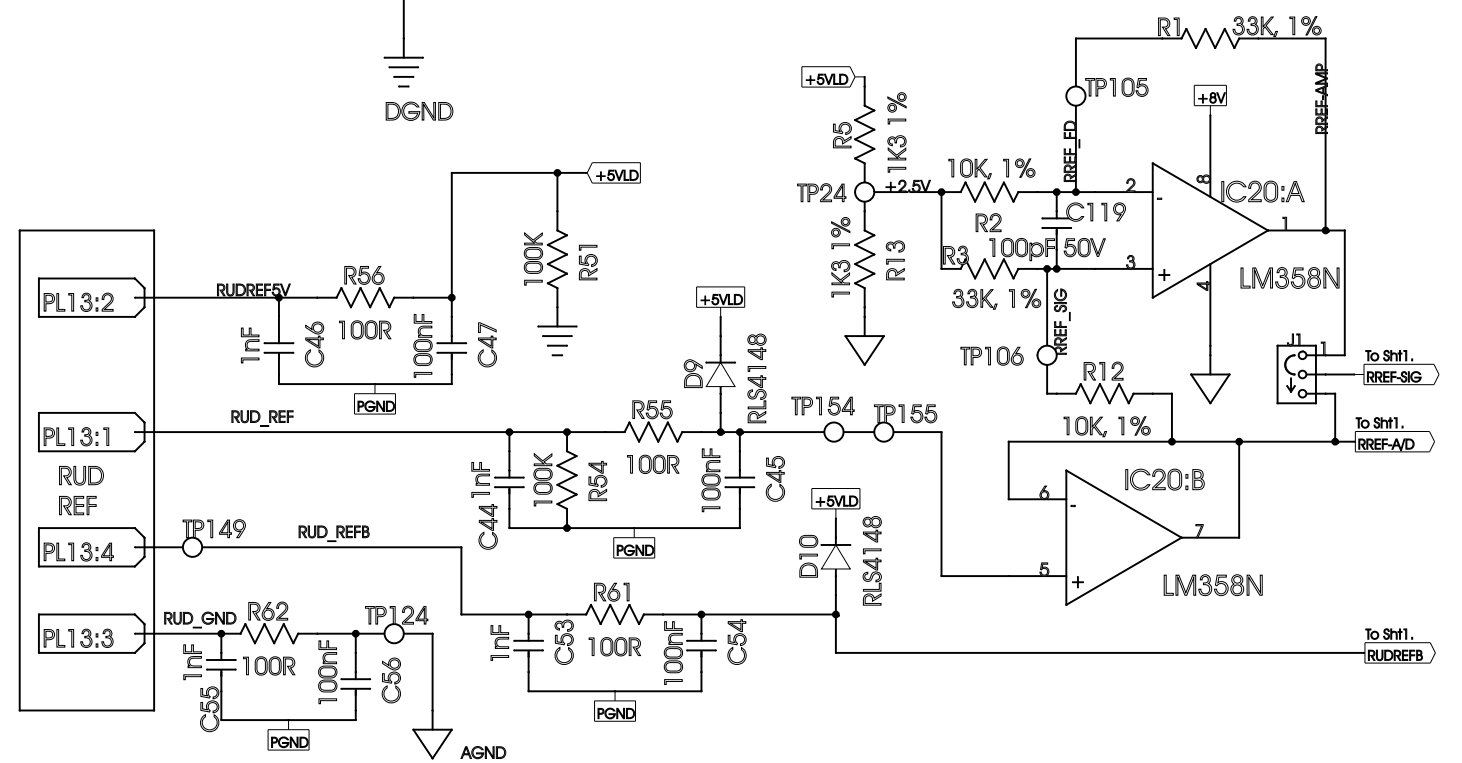 R1
33K, 1%
+5VLD
TP105
+8V
RREF-AMP
DGND
R5
1K3 1%
RREF_FD
10K, 1%
8
+5VLD
TP24
+2.5V
2
-
IC20:A
C119
1
R2
100pF 50V
R3
3
+
1K3 1%
R13
100K
R51
LM358N
4
R56
RUDREF5V
PL13:2
33K, 1%
+5VLD
100R
RREF_SIG
1nF
C46
100nF
C47
J1
1
To Sht1.
RREF-SIG
TP106
D9
RLS4148
R12
PGND
RUD_REF
R55
TP154
TP155
To Sht1.
RREF-A/D
PL13:1
10K, 1%
100R
RUD
REF
C44
1nF
100K
R54
100nF
C45
IC20:B
+5VLD
6
-
TP149
RUD_REFB
7
PL13:4
PGND
D10
RLS4148
5
+
LM358N
R61
RUD_GND
R62
TP124
PL13:3
To Sht1.
RUDREFB
1nF
C53
100R
100nF
C54
1nF
C55
100R
100nF
C56
PGND
PGND
AGND